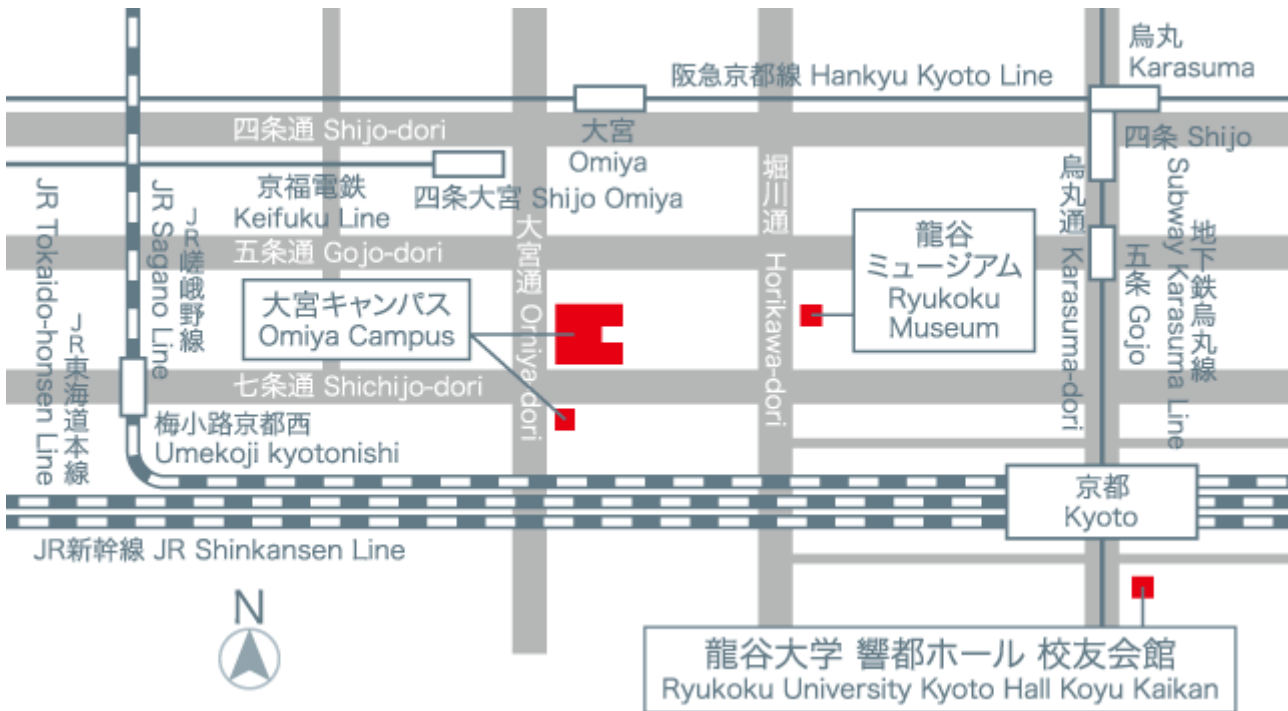 烏丸
Karasuma
阪急京都線 Hankyu Kyoto Line
四条通 Shijo-dori
大宮
Omiya
四条 Shijo
京福電鉄
Keifuku Line
四条大宮 Shijo Omiya
堀川通 Horikawa-dori
烏丸通 Karasuma-dori
地下鉄烏丸線
Subway Karasuma Line
JR嵯峨野線
JR Sagano Line
JR東海道本線
JR Tokaido-honsen Line
五条通 Gojo-dori
大宮通 Omiya-dori
龍谷
ミュージアム
Ryukoku
Museum
五条 Gojo
大宮キャンパス
Omiya Campus
七条通 Shichijo-dori
梅小路京都西
Umekoji kyotonishi
京都
Kyoto
JR新幹線 JR Shinkansen Line
N
龍谷大学 響都ホール 校友会館
Ryukoku University Kyoto Hall Koyu Kaikan